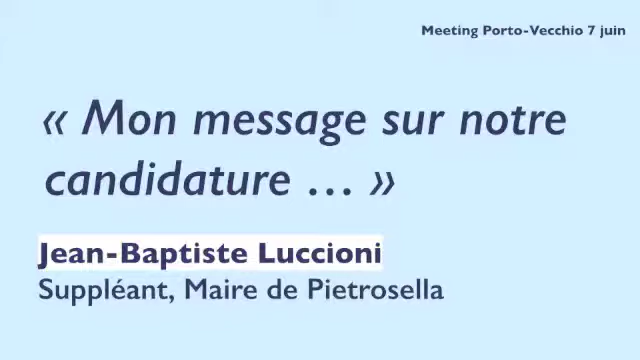 Meeting Porto-Vecchio 7 juin
« Mon message sur notre
candidature ... »
Jean-Baptiste Luccioni
Suppléant, Maire de Pietrosella